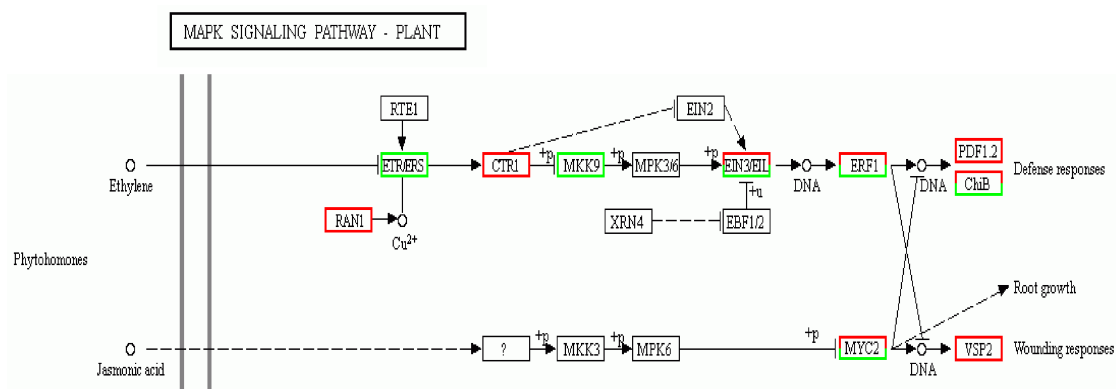 MAPK SIGNALING PATHWAY - PLANT
RTE1
EIN2
ETR/ERS
CTR1
+p
MKK9
+p
MPK3/6
+p
EIN3/EIL
DNA
ERF1
DNA
PDF1.2
ChiB
Defense responses
Ethylene
+u
RAN1
Cu2+
XRN4
EBF1/2
Phytohomones
Root growth
Jasmonic acid
?
+p
MKK3
+p
MPK6
+p
MYC2
DNA
VSP2
Wounding responses